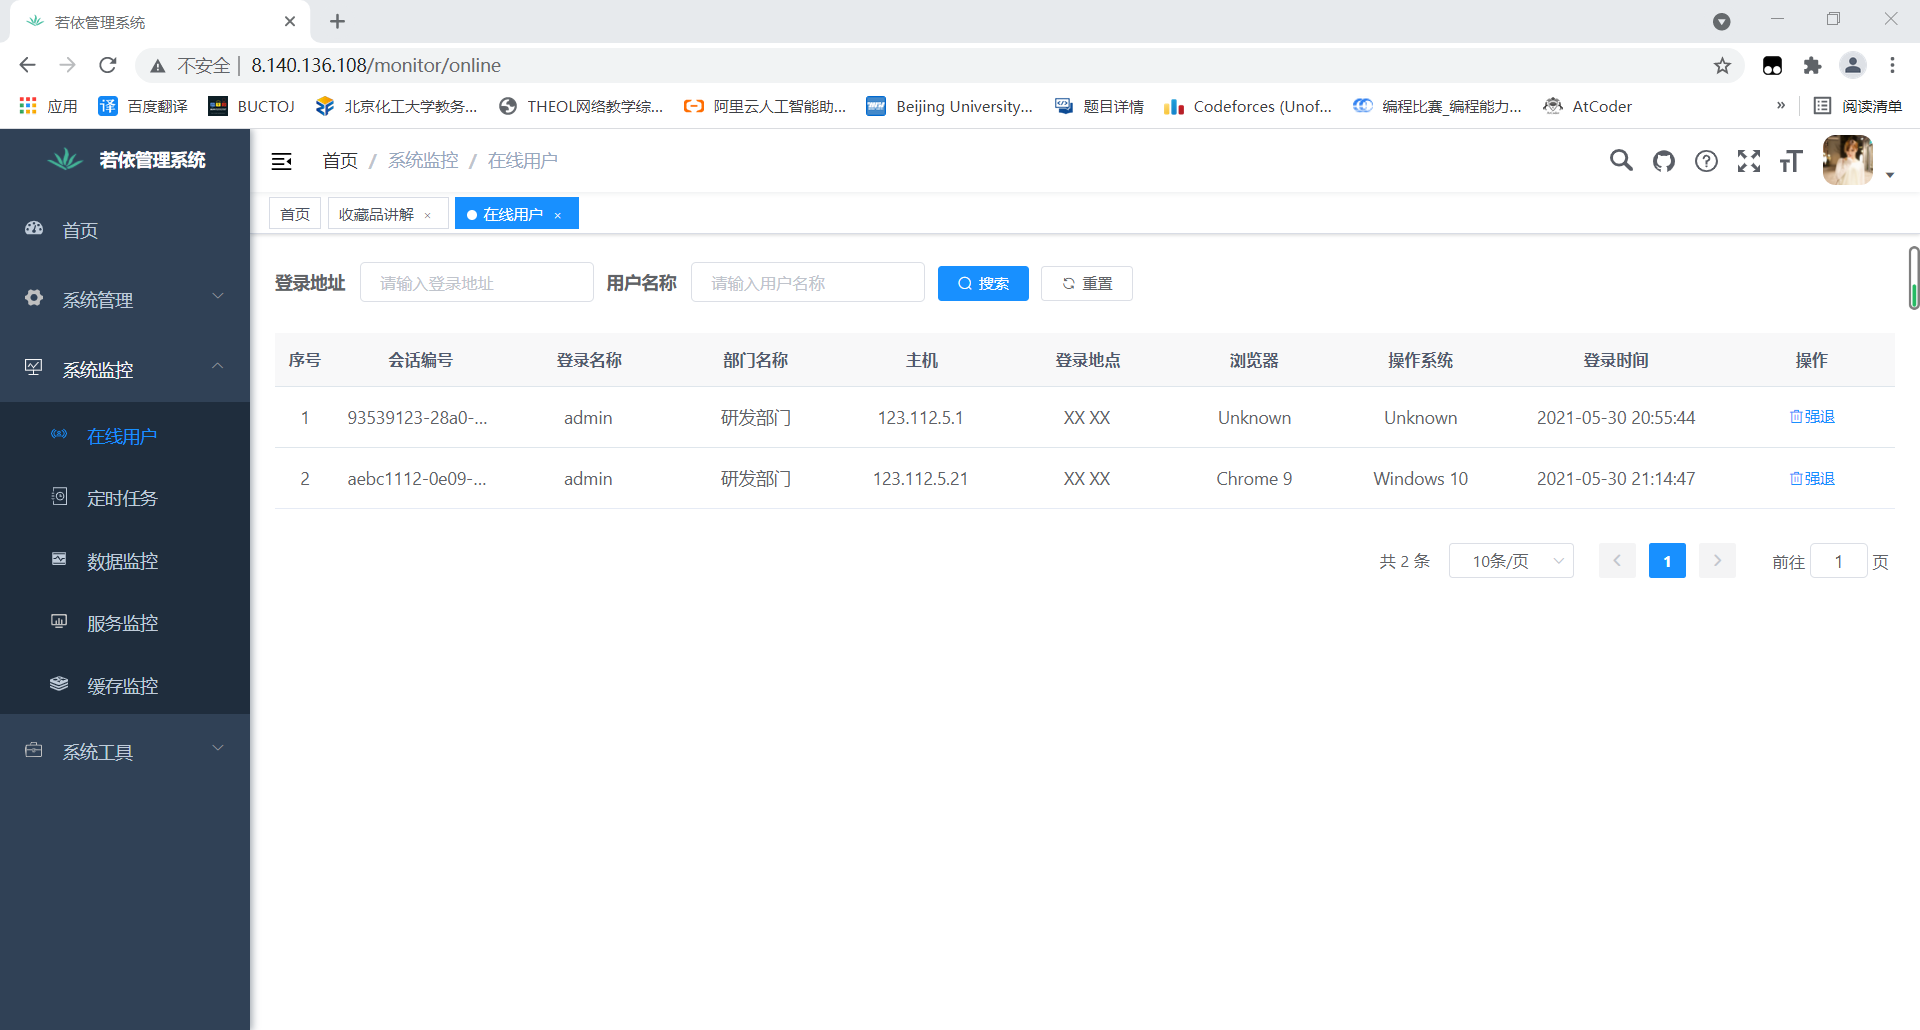 若依管理系统
不安全 | 8.140.136.108/monitor/online
应用 百度翻译 BUCTOJ 北京化工大学教务... THEOL网络教学综... 阿里云人工智能助... Beijing University... 题目详情 Codeforces (Unof... 编程比赛_编程能力... AtCoder » 阅读清单
若依管理系统
首页
系统管理
系统监控
在线用户
定时任务
数据监控
服务监控
缓存监控
系统工具
首页 / 系统监控 / 在线用户
首页 收藏品讲解 × 在线用户 ×
登录地址 请输入登录地址 用户名称 请输入用户名称 搜索 重置
序号 会话编号 登录名称 部门名称 主机 登录地点 浏览器 操作系统 登录时间 操作
1 93539123-28a0-... admin 研发部门 123.112.5.1 XX XX Unknown Unknown 2021-05-30 20:55:44 强退
2 aebc1112-0e09-... admin 研发部门 123.112.5.21 XX XX Chrome 9 Windows 10 2021-05-30 21:14:47 强退
共 2 条 10条/页 1 前往 1 页